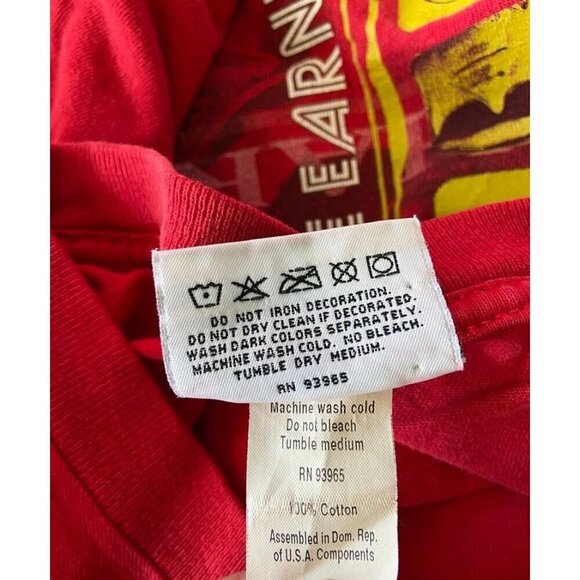 E EARN
DO NOT IRON DECORATION.
DO NOT DRY CLEAN IF DECORATED.
WASH DARK COLORS SEPARATELY.
MACHINE WASH COLD. NO BLEACH.
TUMBLE DRY MEDIUM.
RN 93965
Machine wash cold
Do not bleach
Tumble medium
RN 93965
100% Cotton
Assembled in Dom. Rep.
of U.S.A. Components